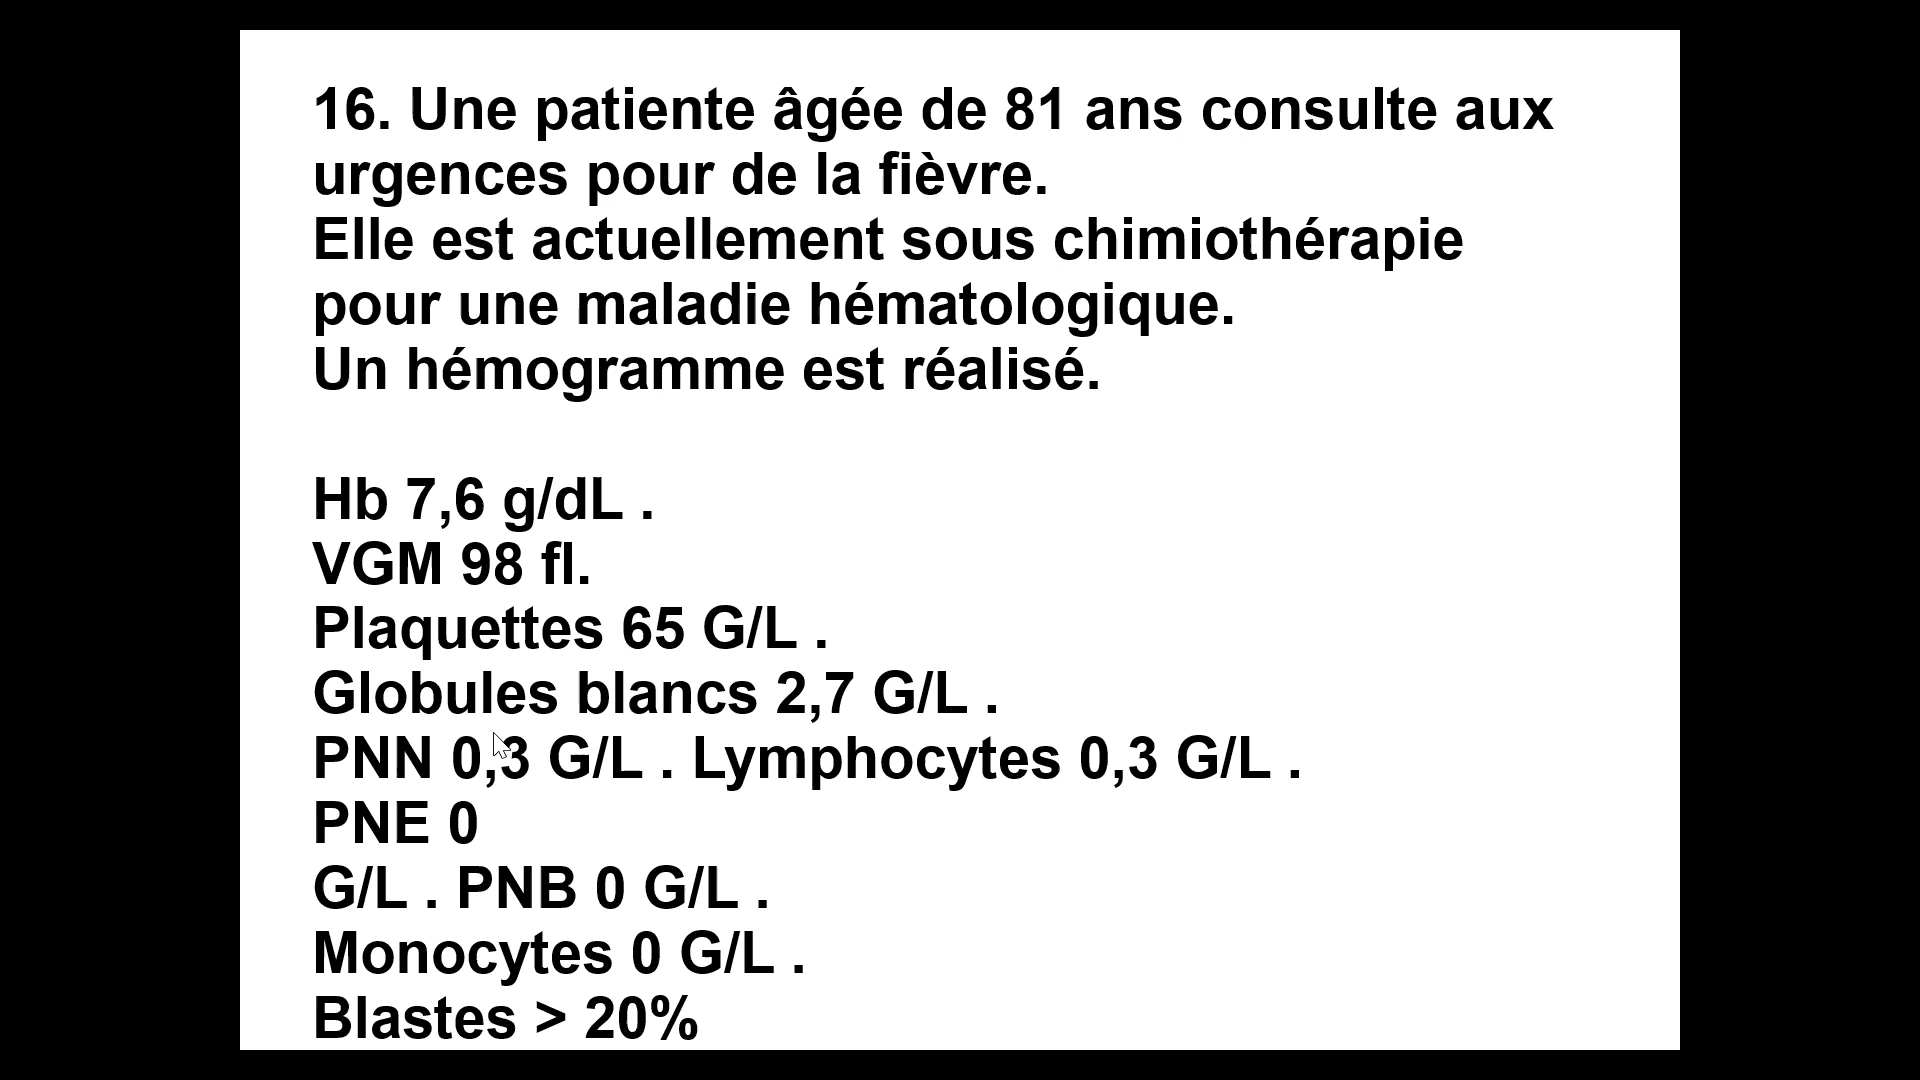 16. Une patiente âgée de 81 ans consulte aux
urgences pour de la fièvre.
Elle est actuellement sous chimiothérapie
pour une maladie hématologique.
Un hémogramme est réalisé.
Hb 7,6 g/dL .
VGM 98 fl.
Plaquettes 65 G/L .
Globules blancs 2,7 G/L .
PNN 0,3 G/L . Lymphocytes 0,3 G/L .
PNE 0
G/L . PNB 0 G/L .
Monocytes 0 G/L .
Blastes > 20%